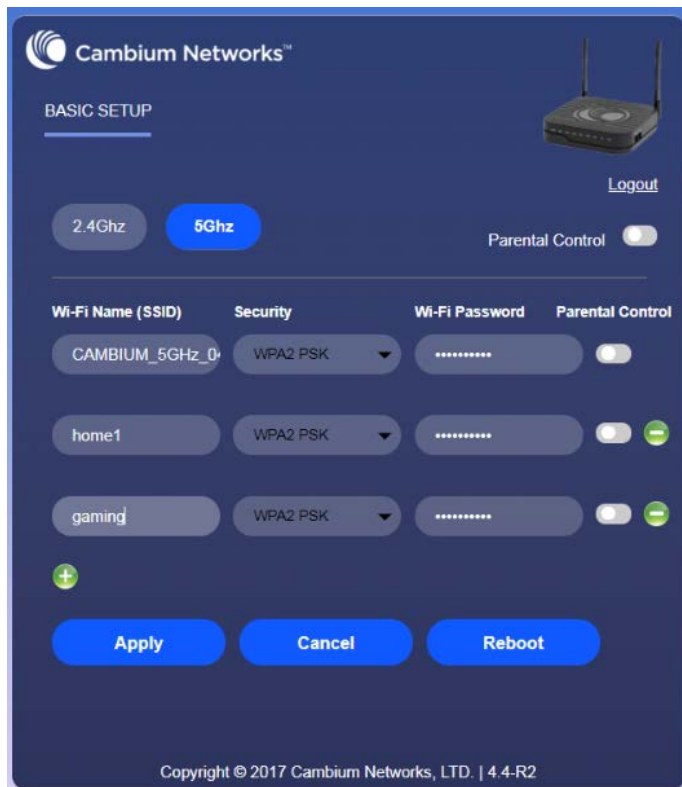 Cambium Networks™
BASIC SETUP
Logout
2.4Ghz 5Ghz Parental Control
Wi-Fi Name (SSID) Security Wi-Fi Password Parental Control
CAMBIUM_5GHz_0 WPA2 PSK ••••••••••
home1 WPA2 PSK ••••••••••
gaming WPA2 PSK ••••••••••
Apply Cancel Reboot
Copyright © 2017 Cambium Networks, LTD. | 4.4-R2